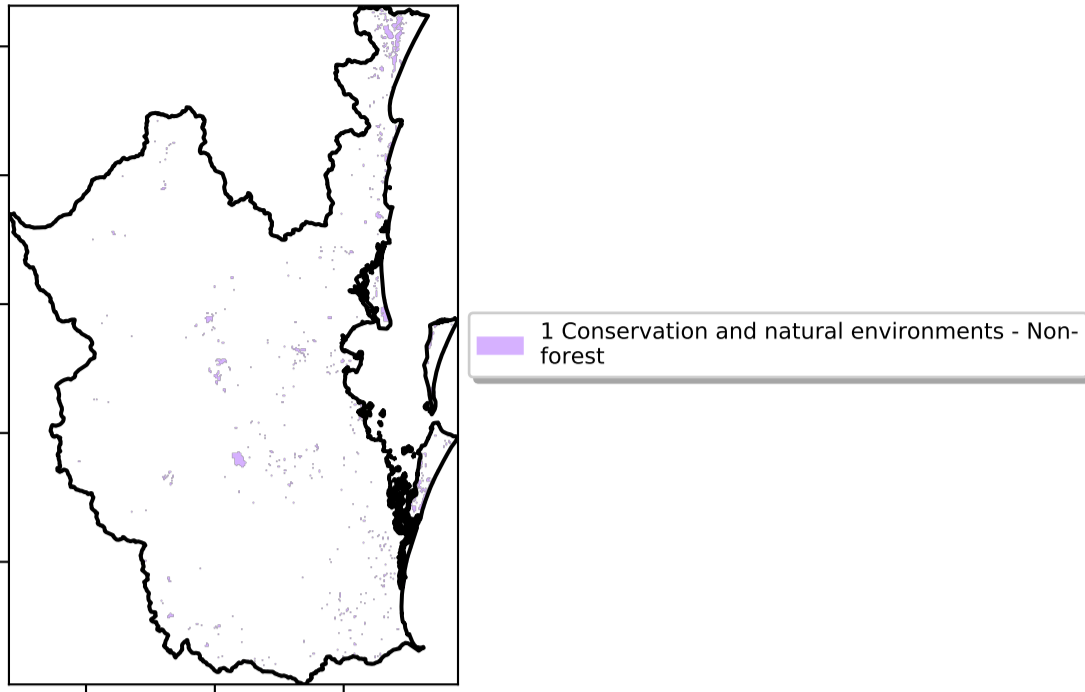 1 Conservation and natural environments - Non-
forest